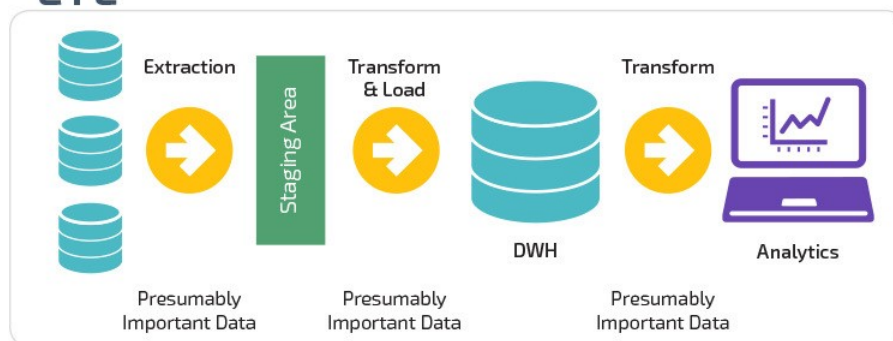 Extraction
Staging Area
Transform
& Load
Transform
DWH
Analytics
Presumably
Important Data
Presumably
Important Data
Presumably
Important Data